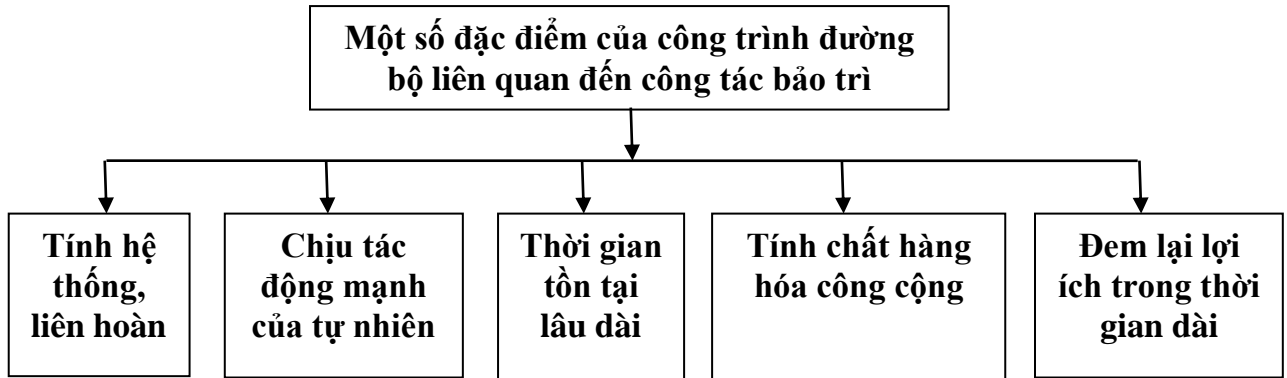 Một số đặc điểm của công trình đường
bộ liên quan đến công tác bảo trì
Tính hệ
thống,
liên hoàn
Chịu tác
động mạnh
của tự nhiên
Thời gian
tồn tại
lâu dài
Tính chất hàng
hóa công cộng
Đem lại lợi
ích trong thời
gian dài